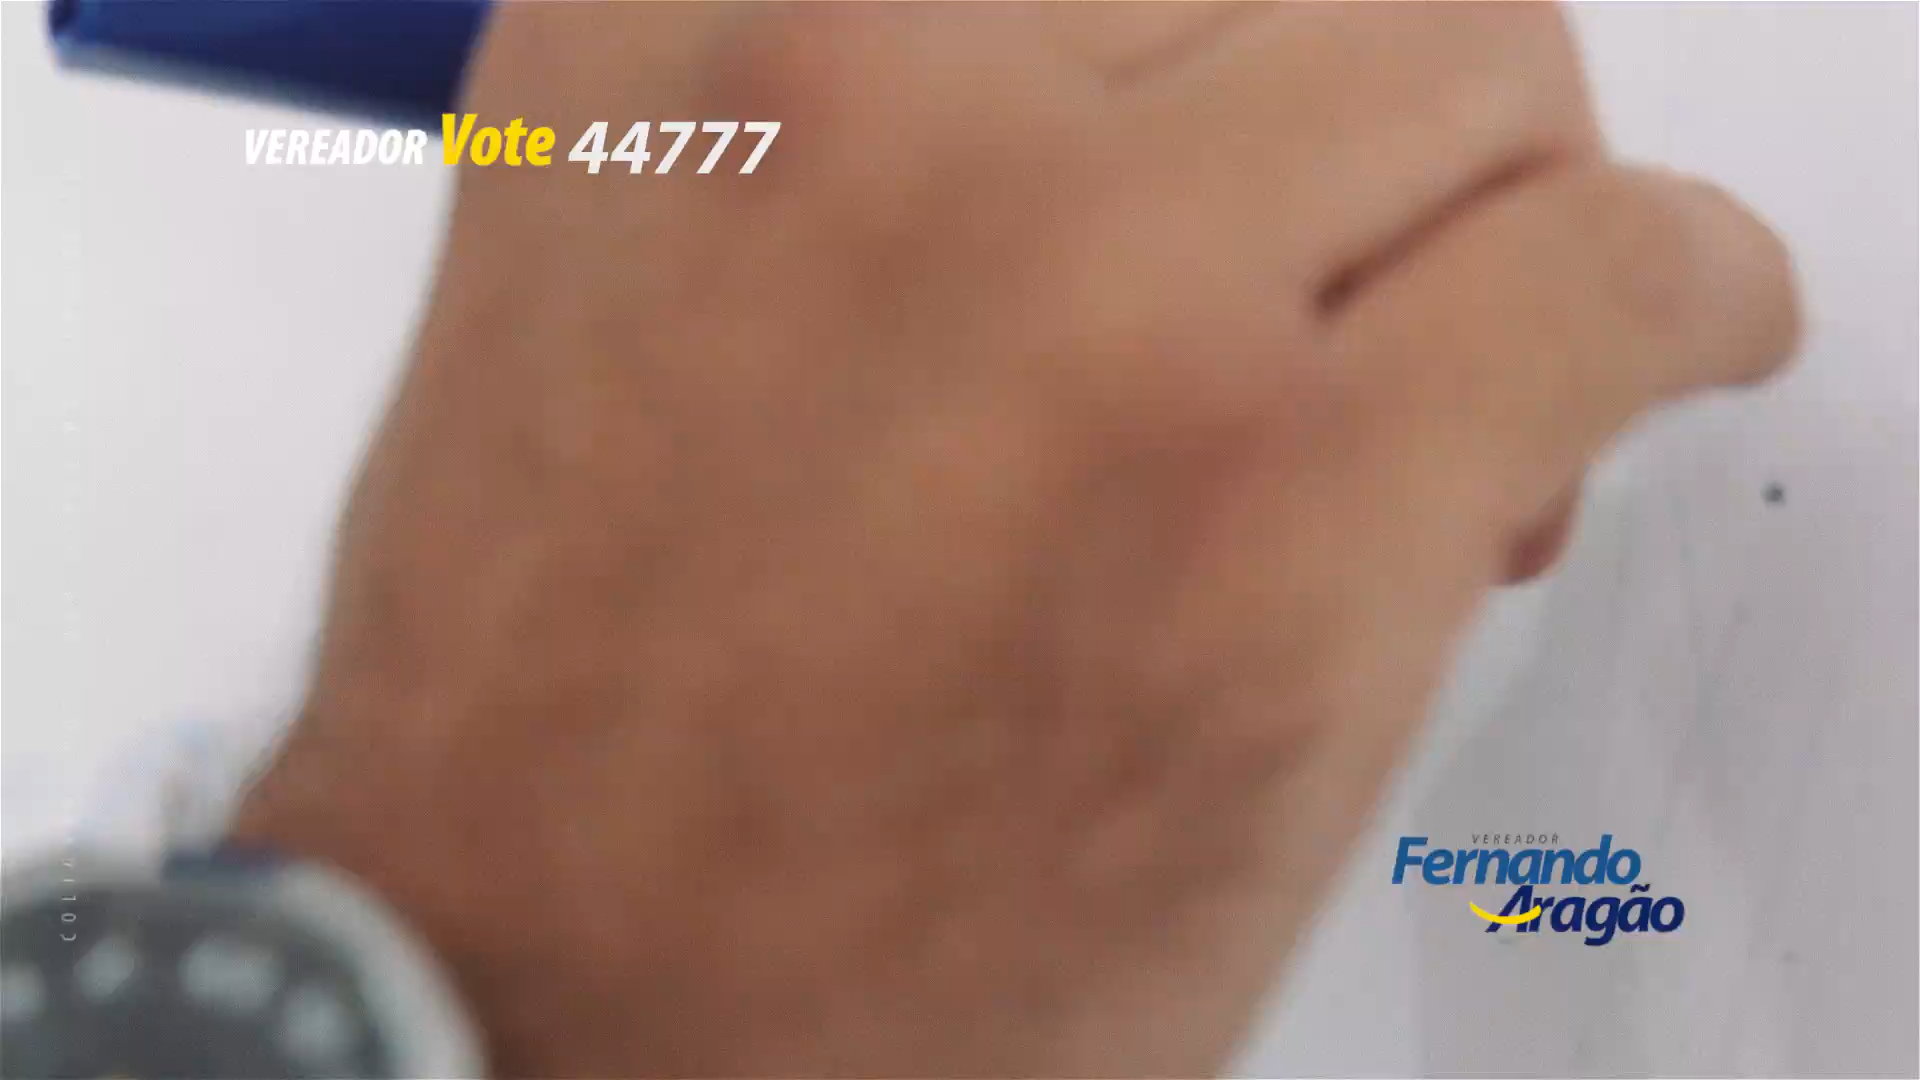 VEREADOR Vote 44777
VEREADOR
Fernando
Aragão